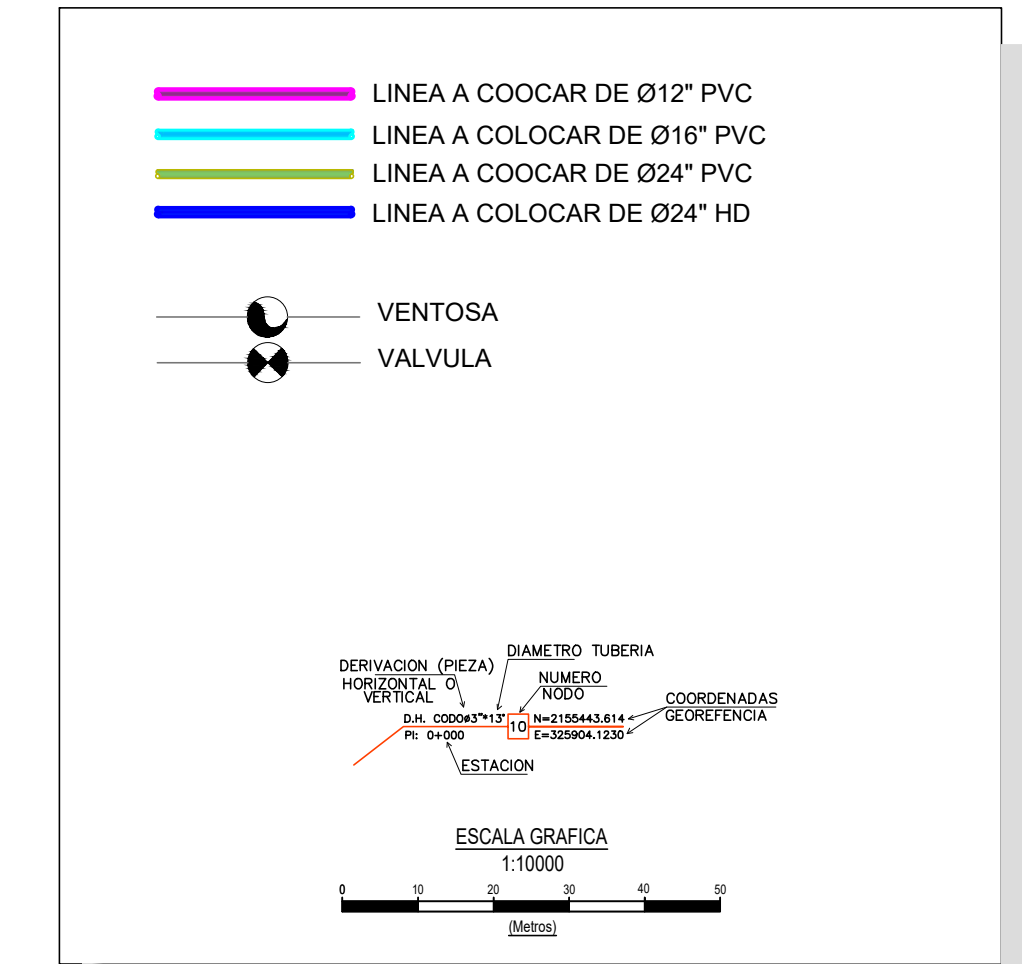 LINEA A COOCAR DE Ø12" PVC
LINEA A COLOCAR DE Ø16" PVC
LINEA A COOCAR DE Ø24" PVC
LINEA A COLOCAR DE Ø24" HD
VENTOSA
VALVULA
DIAMETRO TUBERIA
DERIVACION (PIEZA)
HORIZONTAL O
VERTICAL
NUMERO
NODO
COORDENADAS
GEOREFENCIA
D.H. CODOø3"*13°
10
N=2155443.614
PI: 0+000
E=325904.1230
ESTACION
ESCALA GRAFICA
1:10000
0 10 20 30 40 50
(Metros)